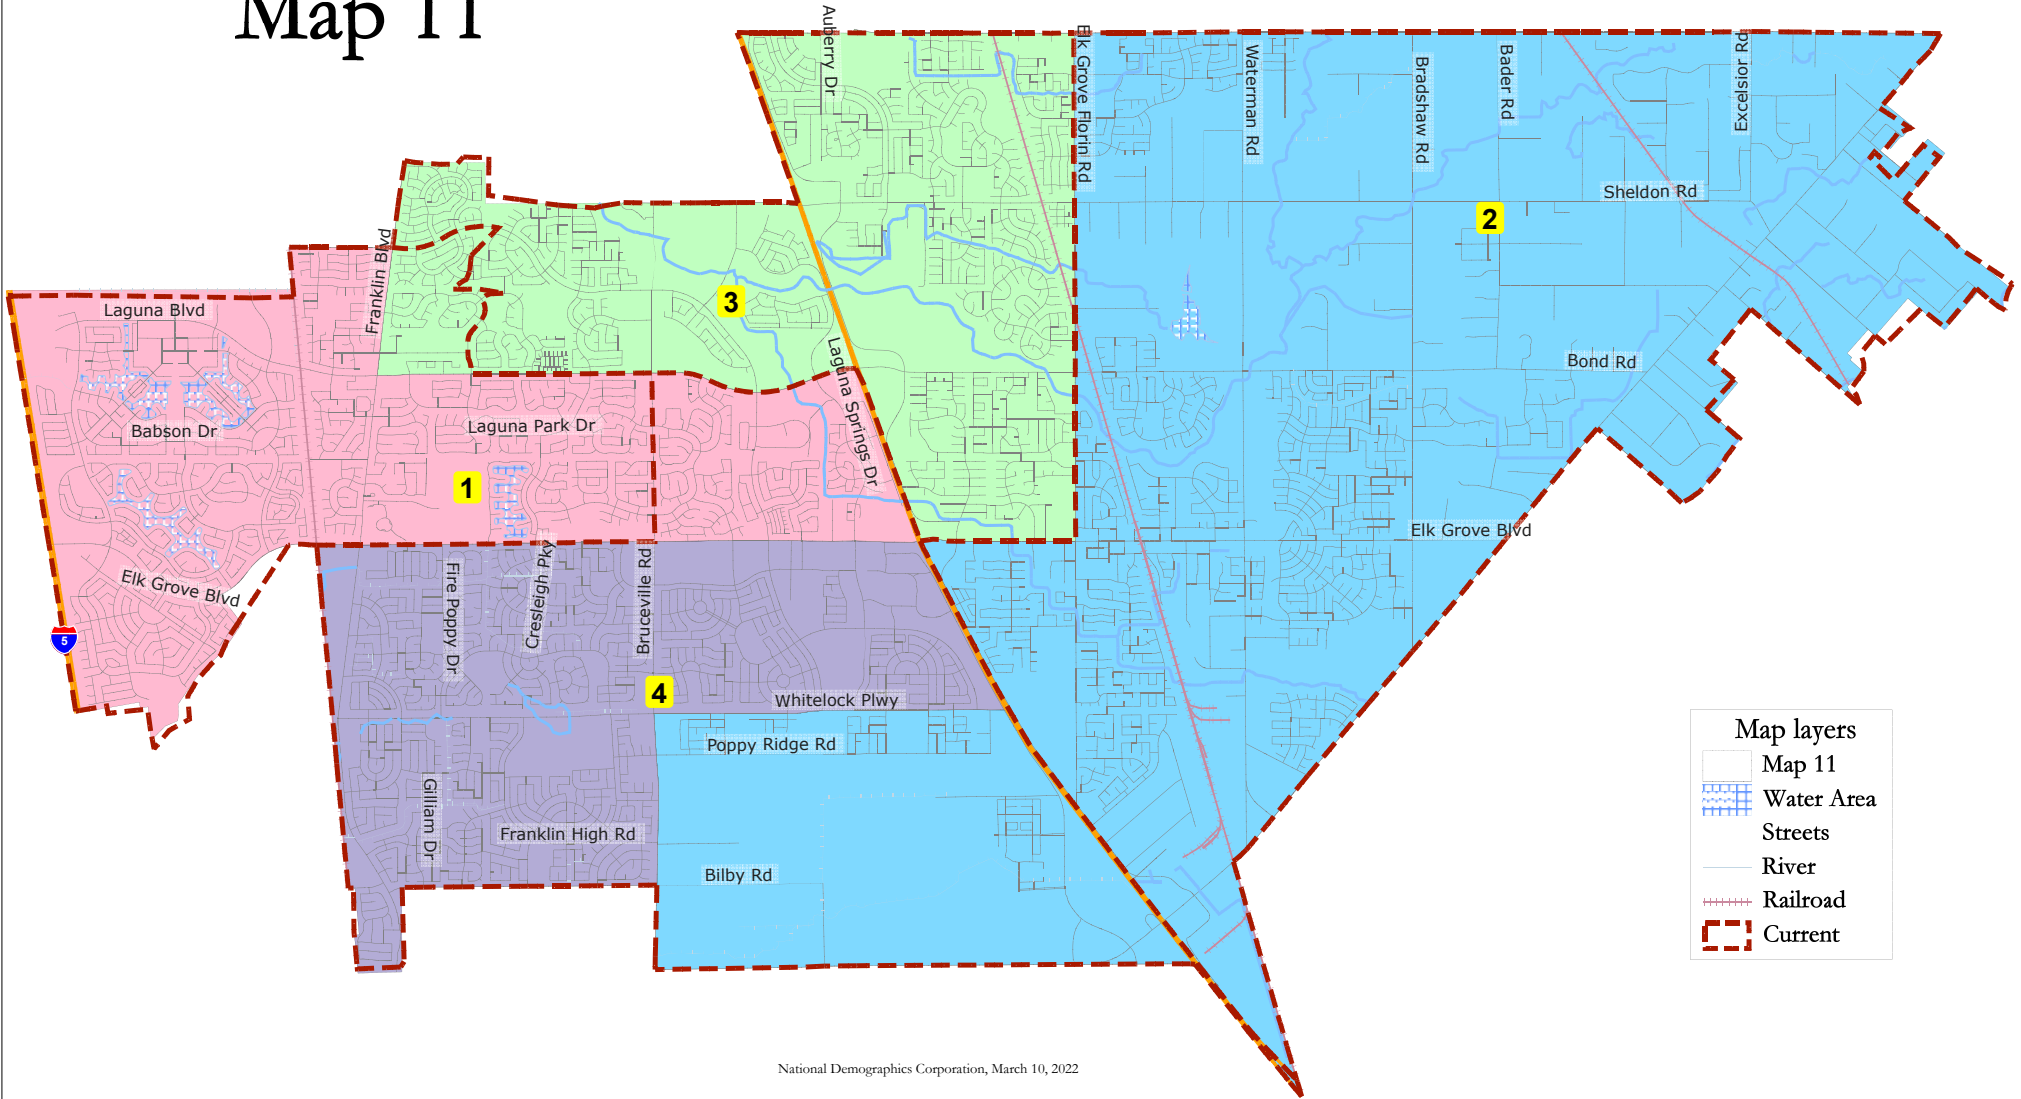 Map 11
Auberry Dr
Elk Grove Florin Rd
Waterman Rd
Bradshaw Rd
Bader Rd
Excelsior Rd
Sheldon Rd
2
Franklin Blvd
Laguna Blvd
3
Bond Rd
Laguna Springs Dr
Babson Dr
Laguna Park Dr
1
Elk Grove Blvd
Elk Grove Blvd
Fire Poppy Dr
Cresleigh Pky
Bruceville Rd
5
4
Whitelock Plwy
Poppy Ridge Rd
Gilliam Dr
Franklin High Rd
Bilby Rd
Map layers
Map 11
Water Area
Streets
River
Railroad
Current
National Demographics Corporation, March 10, 2022